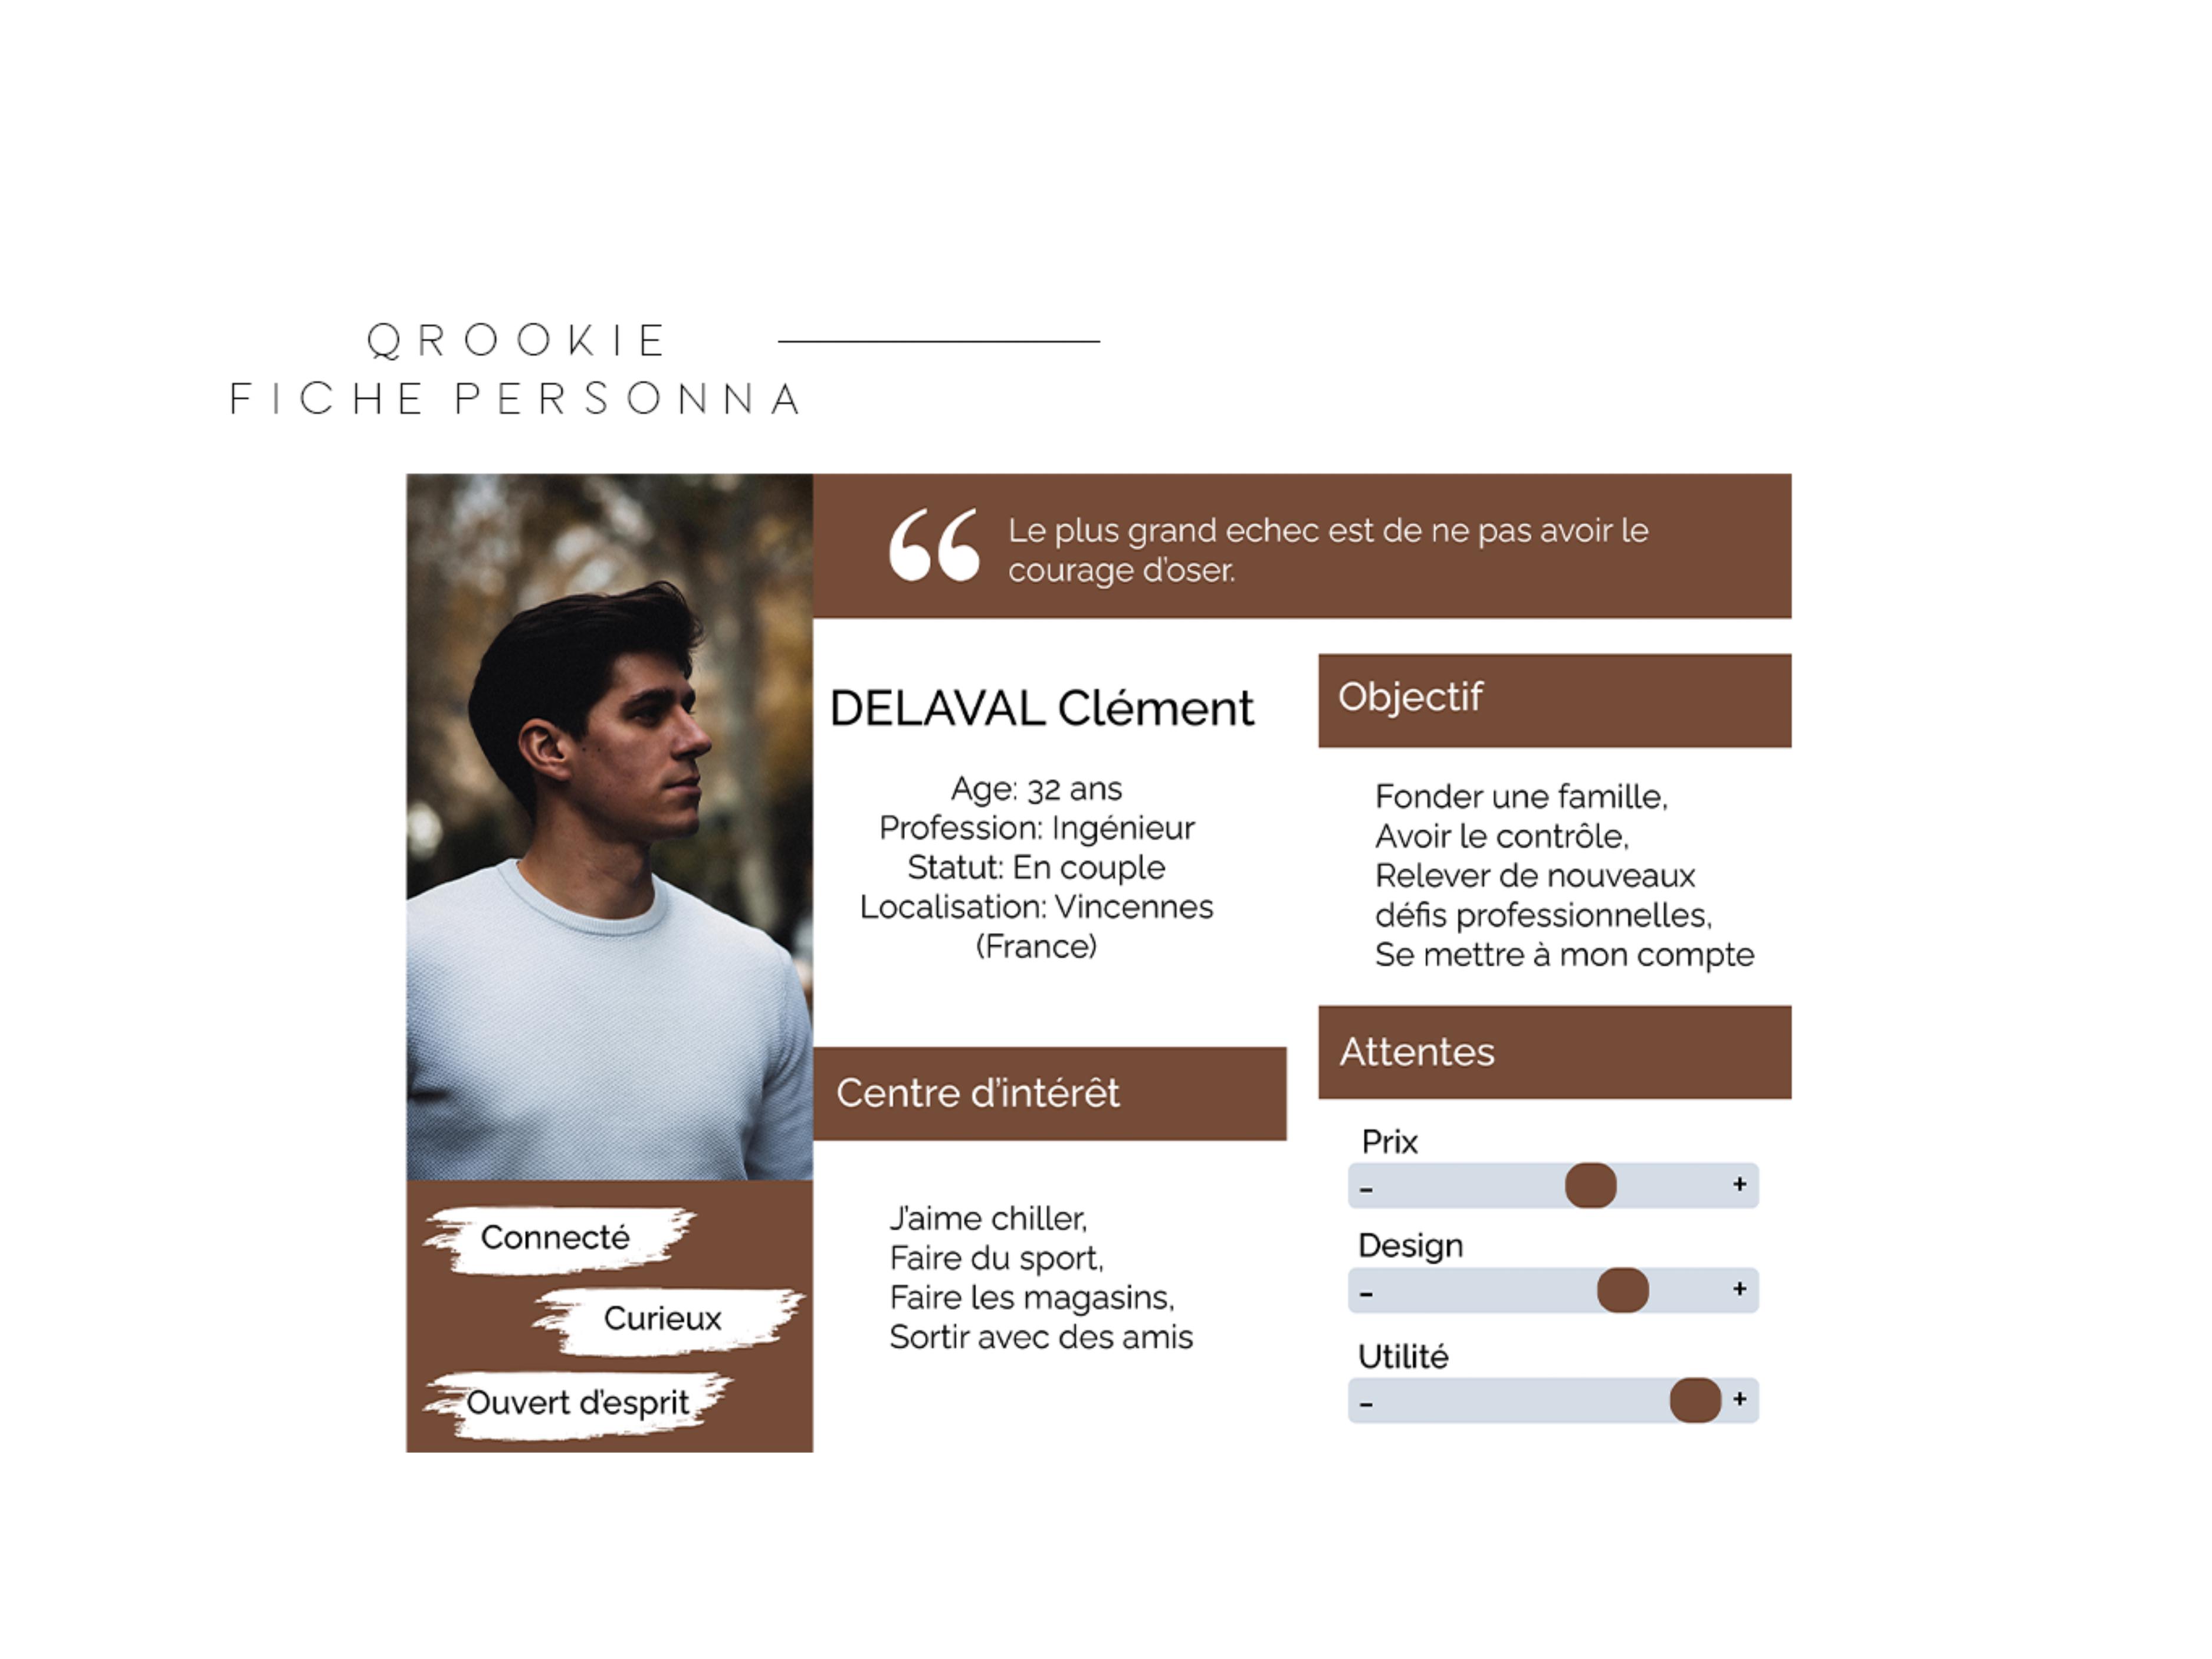 QROOKIE
FICHE PERSONNA
“ Le plus grand echec est de ne pas avoir le
courage d'oser.
DELAVAL Clément
Age: 32 ans
Profession: Ingénieur
Statut: En couple
Localisation: Vincennes
(France)
Objectif
Fonder une famille,
Avoir le contrôle,
Relever de nouveaux
défis professionnelles,
Se mettre à mon compte
Centre d'intérêt
J'aime chiller,
Faire du sport,
Faire les magasins,
Sortir avec des amis
Attentes
Prix
- +
Design
- +
Utilité
- +
Connecté
Curieux
Ouvert d'esprit